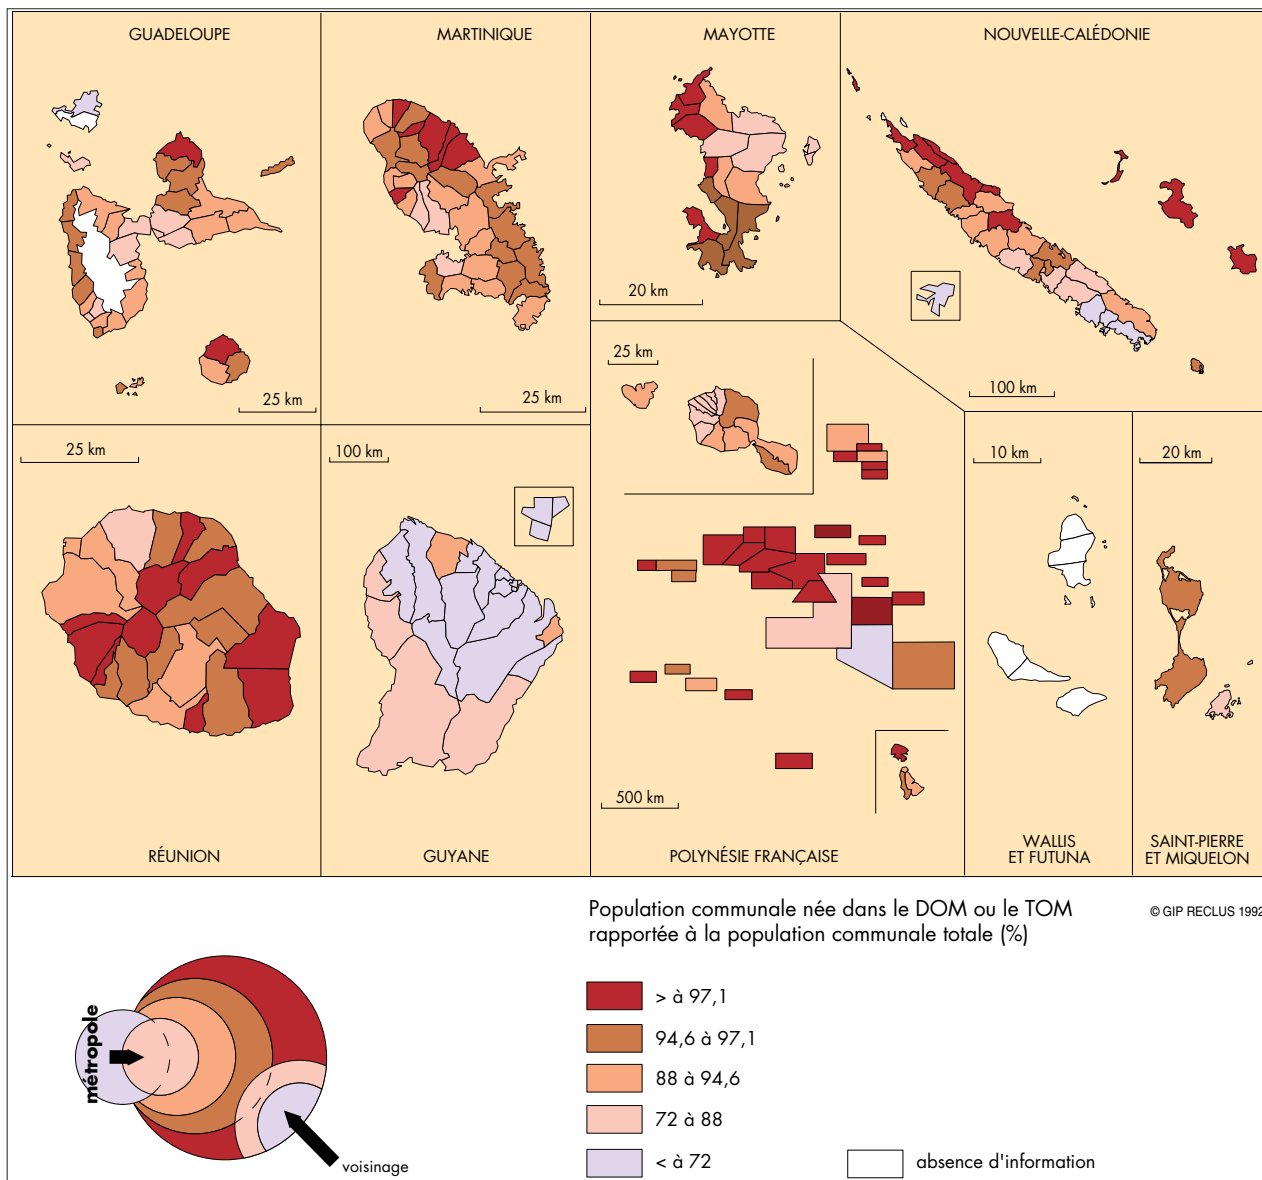 GUADELOUPE
MARTINIQUE
MAYOTTE
NOUVELLE-CALÉDONIE
20 km
25 km
25 km
25 km
100 km
25 km
100 km
10 km
20 km
500 km
RÉUNION
GUYANE
POLYNÉSIE FRANÇAISE
WALLIS
ET FUTUNA
SAINT-PIERRE
ET MIQUELON
Population communale née dans le DOM ou le TOM
rapportée à la population communale totale (%)
© GIP RECLUS 1992
métropole
voisinage
> à 97,1
94,6 à 97,1
88 à 94,6
72 à 88
< à 72
absence d'information